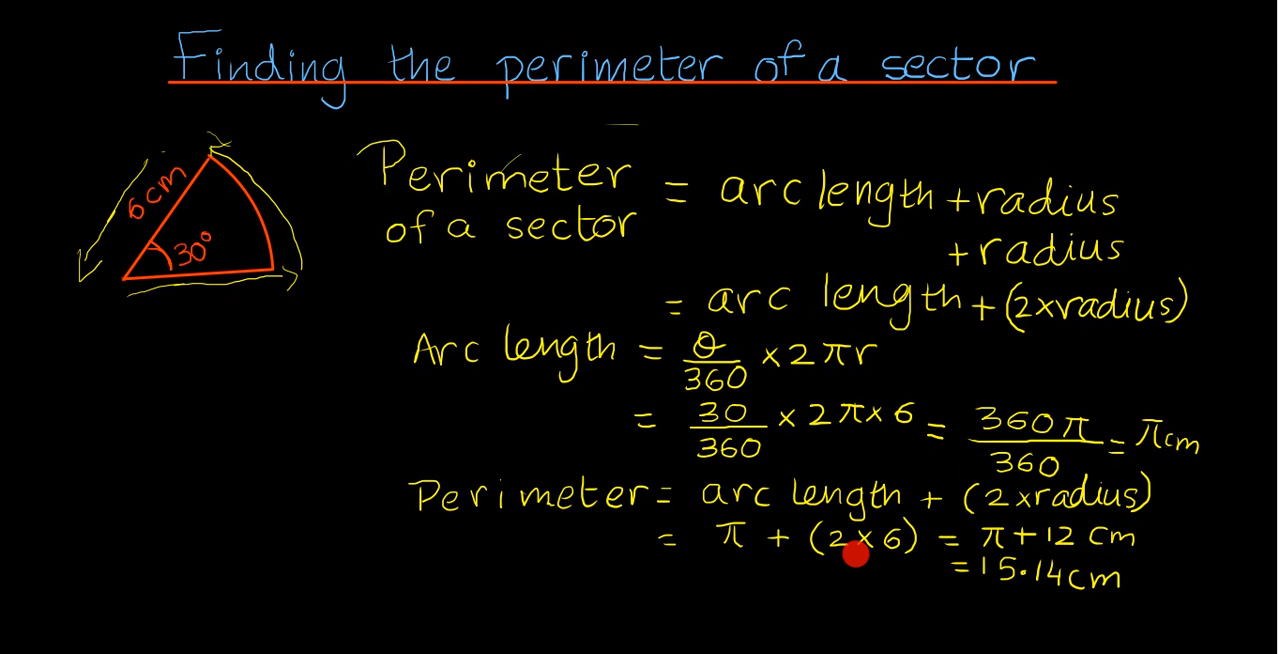 Finding the perimeter of a sector
6cm
30°
Perimeter = arc length + radius
of a sector + radius
= arc length + (2×radius)
Arc length = θ/360 × 2πr
= 30/360 × 2π×6 = 360π/360 = πcm
Perimeter = arc length + (2×radius)
= π + (2×6) = π+12 cm
=15.14cm